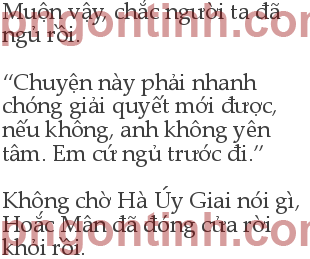 Muộn vậy, chắc người ta đã
ngủ rồi.
“Chuyện này phải nhanh
chóng giải quyết mới được,
nếu không, anh không yên
tâm. Em cứ ngủ trước đi.”
Không chờ Hà Úy Giai nói gì,
Hoắc Mân đã đóng cửa rời
khỏi rồi.